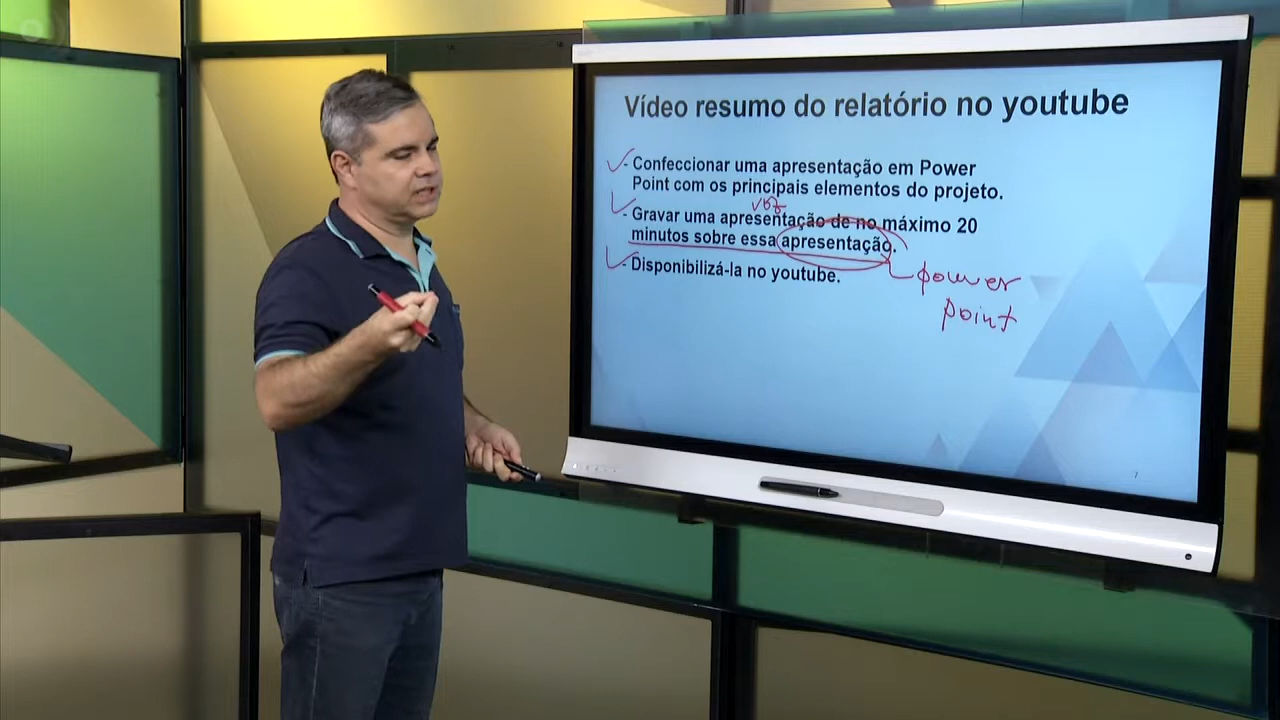 Vídeo resumo do relatório no youtube
- Confeccionar uma apresentação em Power
Point com os principais elementos do projeto.
voz
- Gravar uma apresentação de no máximo 20
minutos sobre essa apresentação.
- Disponibilizá-la no youtube.
power
point
7